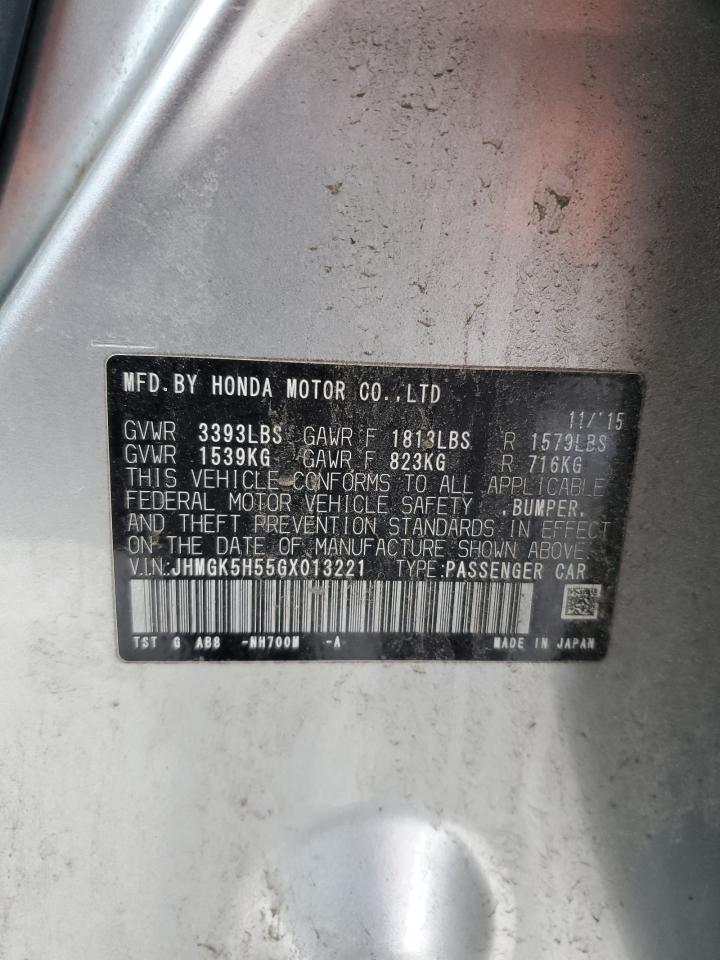 MFD.BY HONDA MOTOR CO.,LTD
11/'15
GVWR 3393LBS GAWR F 1813LBS R 1579LBS
GVWR 1539KG GAWR F 823KG R 716KG
THIS VEHICLE CONFORMS TO ALL APPLICABLE
FEDERAL MOTOR VEHICLE SAFETY ,BUMPER,
AND THEFT PREVENTION STANDARDS IN EFFECT
ON THE DATE OF MANUFACTURE SHOWN ABOVE.
V.I.N:JHMGK5H55GX013221 TYPE:PASSENGER CAR
TST G AB8 -NH700M -A MADE IN JAPAN